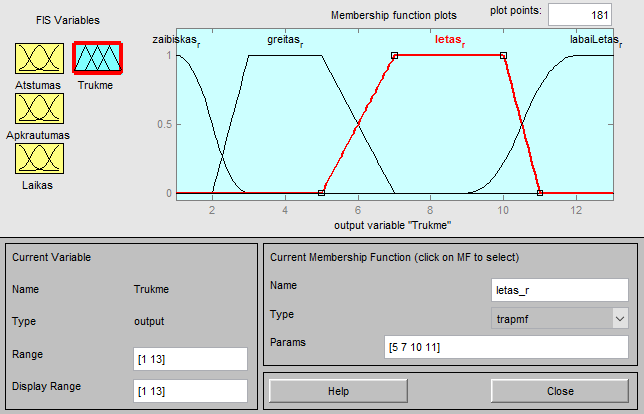 FIS Variables
Membership function plots
plot points:
181
zaibiskas_r
greitas_r
letas_r
labaiLetas_r
Atstumas
Trukme
Apkrautumas
Laikas
1
0.5
0
2
4
6
8
10
12
output variable "Trukme"
Current Variable
Name
Trukme
Type
output
Range
[1 13]
Display Range
[1 13]
Current Membership Function (click on MF to select)
Name
letas_r
Type
trapmf
Params
[5 7 10 11]
Help
Close